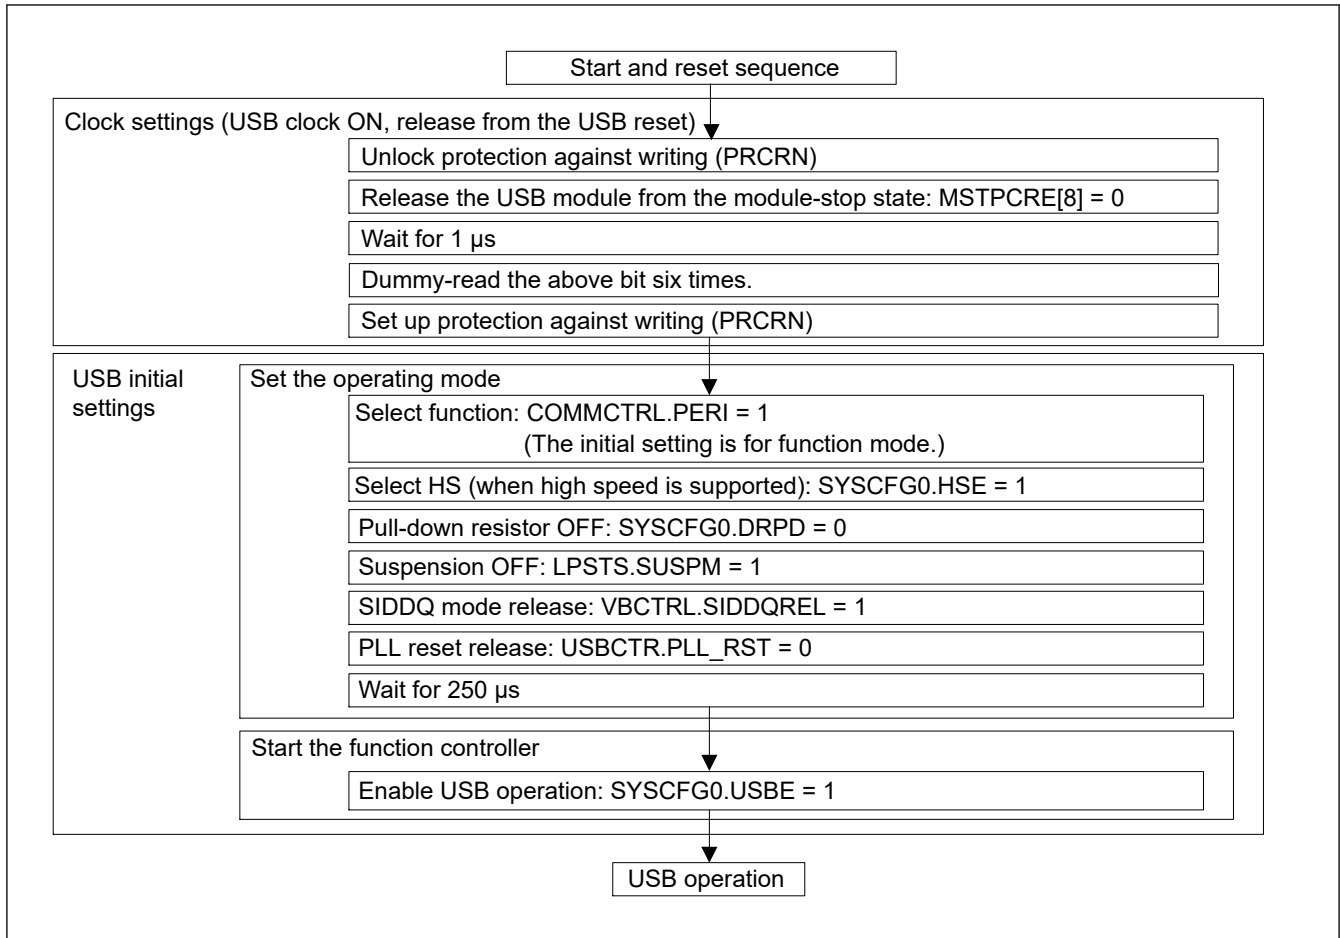 Start and reset sequence
Clock settings (USB clock ON, release from the USB reset)
Unlock protection against writing (PRCRN)
Release the USB module from the module-stop state: MSTPCRE[8] = 0
Wait for 1 µs
Dummy-read the above bit six times.
Set up protection against writing (PRCRN)
USB initial
settings
Set the operating mode
Select function: COMMCTRL.PERI = 1
(The initial setting is for function mode.)
Select HS (when high speed is supported): SYSCFG0.HSE = 1
Pull-down resistor OFF: SYSCFG0.DRPD = 0
Suspension OFF: LPSTS.SUSPM = 1
SIDDQ mode release: VBCTRL.SIDDQREL = 1
PLL reset release: USBCTR.PLL_RST = 0
Wait for 250 µs
Start the function controller
Enable USB operation: SYSCFG0.USBE = 1
USB operation